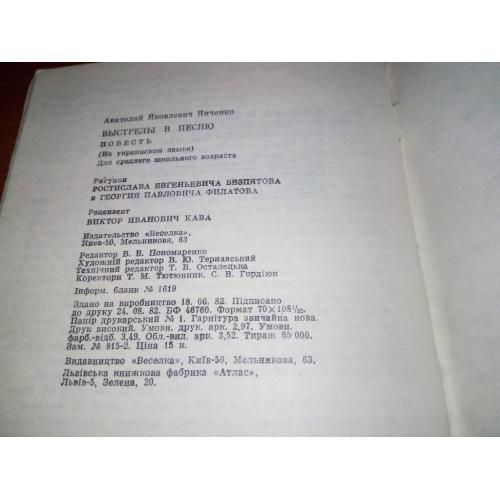 Анатолий Яковлевич Янченко
ВЫСТРЕЛЫ В ПЕСНЮ
ПОВЕСТЬ
(На украинском языке)
Для среднего школьного возраста
Рисунки
РОСТИСЛАВА ЕВГЕНЬЕВИЧА БЕЗПЯТОВА
и ГЕОРГИЯ ПАВЛОВИЧА ФИЛАТОВА
Рецензент
ВИКТОР ИВАНОВИЧ КАВА
Издательство «Веселка»,
Киев-50, Мельникова, 63
Редактор В. В. Пономаренко
Художній редактор В. Ю. Тернавський
Технічний редактор Т. В. Осталецька
Коректори Т. М. Тютюнник, С. В. Гордіюк
Інформ. бланк № 1619
Здано на виробництво 18. 06. 82. Підписано
до друку 24. 08. 82. БФ 46760. Формат 70×108 1/32.
Папір друкарський № 1. Гарнітура звичайна нова.
Друк високий. Умовн. друк. арк. 2,97. Умовн.
фарб.-відб. 3,49. Обл.-вид. арк. 3,52. Тираж 65 000.
Зам. № 815-2. Ціна 15 к.
Видавництво «Веселка», Київ-50, Мельникова, 63.
Львівська книжкова фабрика «Атлас»,
Львів-5, Зелена, 20.